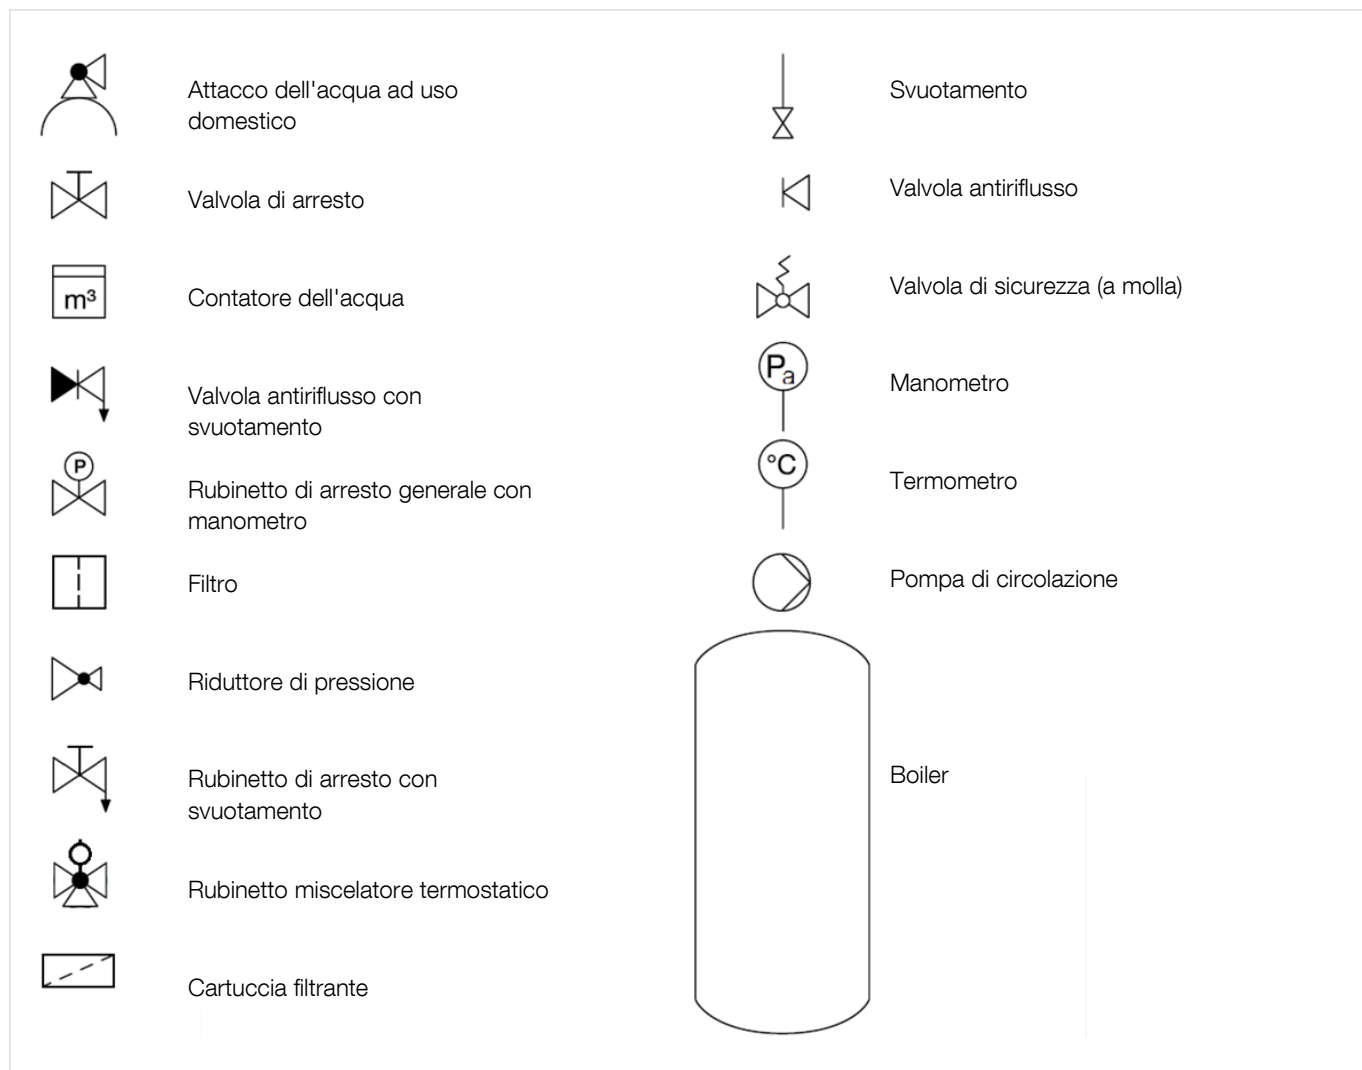 Attacco dell'acqua ad uso
domestico
Valvola di arresto
m³
Contatore dell'acqua
Valvola antiriflusso con
svuotamento
P
Rubinetto di arresto generale con
manometro
Filtro
Riduttore di pressione
Rubinetto di arresto con
svuotamento
Rubinetto miscelatore termostatico
Cartuccia filtrante
Svuotamento
Valvola antiriflusso
Valvola di sicurezza (a molla)
Pa
Manometro
°C
Termometro
Pompa di circolazione
Boiler